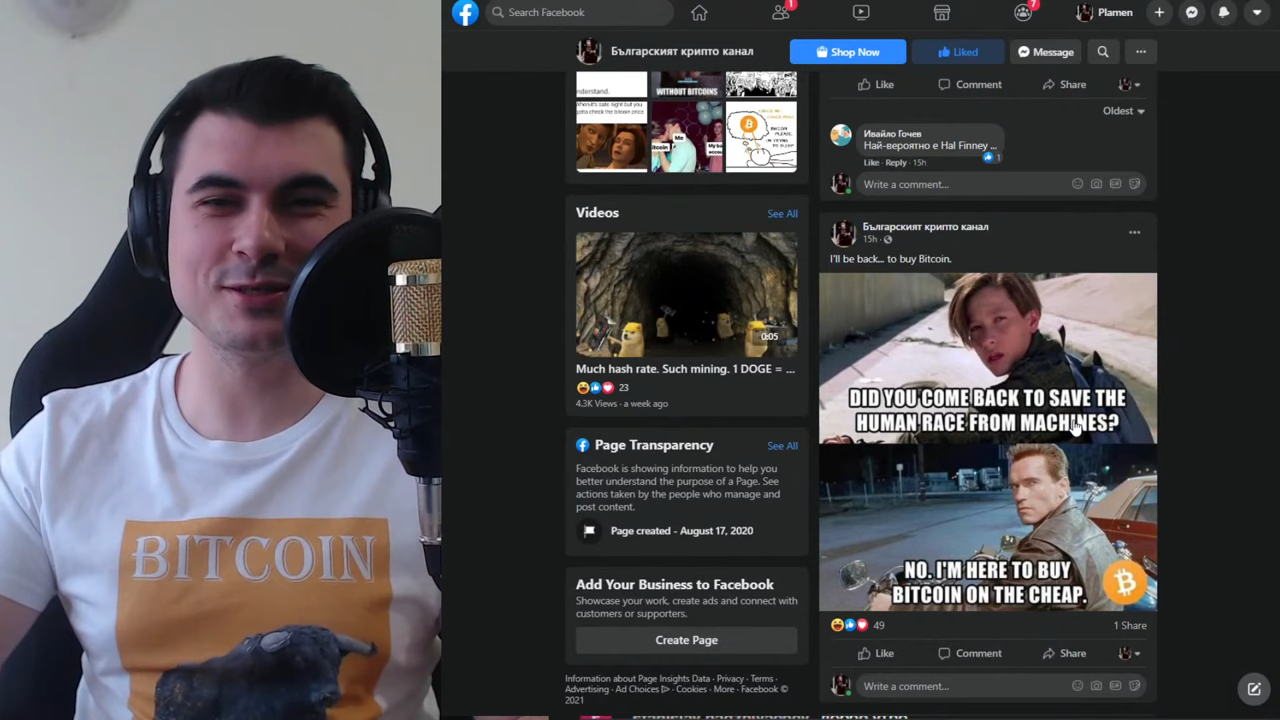 Search Facebook
1
7
Plamen
Българският крипто канал
Shop Now
Liked
Message
nderstand.
WITHOUT BITCOINS
Me
Videos
See All
0:05
Much hash rate. Such mining. 1 DOGE = ...
23
4.3K Views · a week ago
Page Transparency
See All
Facebook is showing information to help you
better understand the purpose of a Page. See
actions taken by the people who manage and
post content.
Page created - August 17, 2020
Add Your Business to Facebook
Showcase your work, create ads and connect with
customers or supporters.
Create Page
Information about Page Insights Data · Privacy · Terms ·
Advertising · Ad Choices · Cookies · More · Facebook ©
2021
Like
Comment
Share
Oldest
Ивайло Гочев
Най-вероятно е Hal Finney ...
1
Like · Reply · 15h
Write a comment...
Българският крипто канал
15h
I'll be back... to buy Bitcoin.
DID YOU COME BACK TO SAVE THE
HUMAN RACE FROM MACHINES?
NO. I'M HERE TO BUY
BITCOIN ON THE CHEAP.
49
1 Share
Like
Comment
Share
Write a comment...
BITCOIN